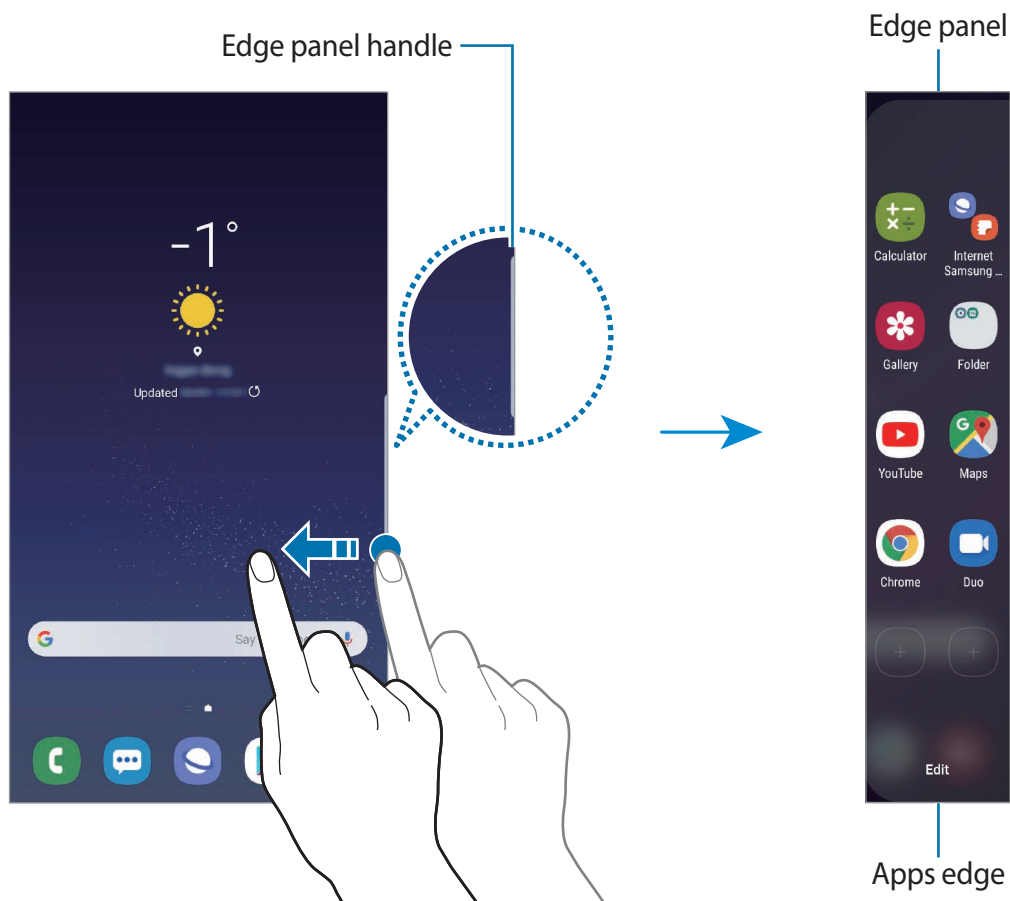 Edge panel handle
Edge panel
−1°
Updated
G
Say
Calculator
Internet
Samsung ...
Gallery
Folder
YouTube
G
Maps
Chrome
Duo
Edit
Apps edge